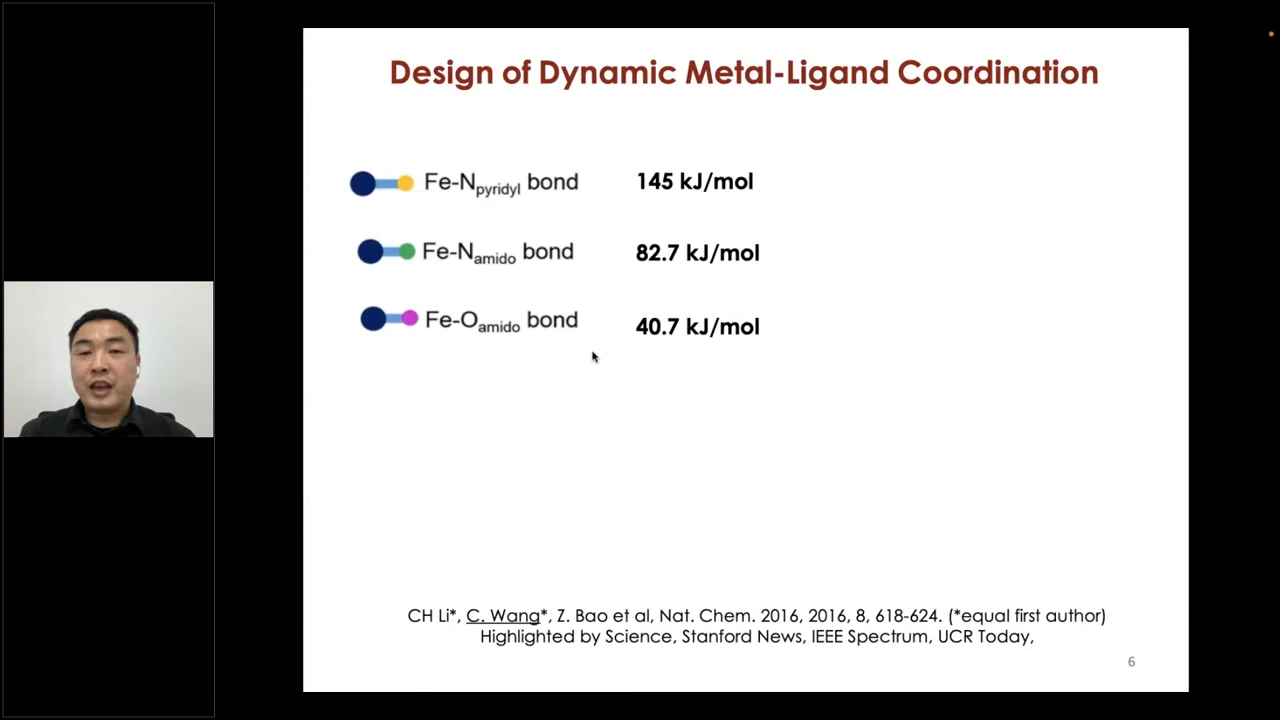 Design of Dynamic Metal-Ligand Coordination
Fe-Npyridyl bond 145 kJ/mol
Fe-Namido bond 82.7 kJ/mol
Fe-Oamido bond 40.7 kJ/mol
CH Li*, C. Wang*, Z. Bao et al, Nat. Chem. 2016, 2016, 8, 618-624. (*equal first author)
Highlighted by Science, Stanford News, IEEE Spectrum, UCR Today,
6